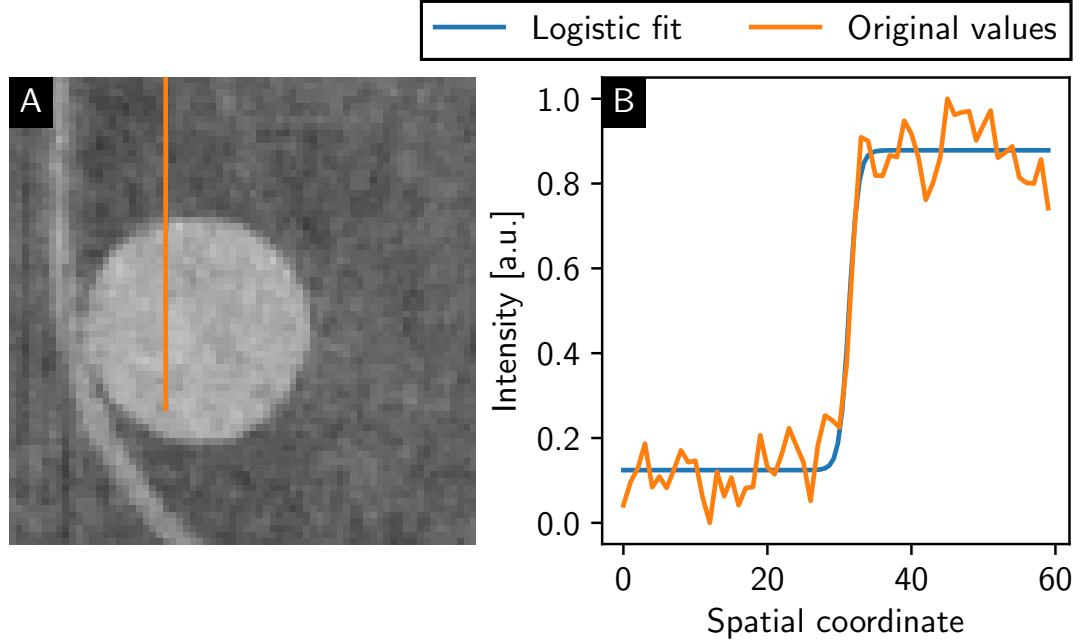 Logistic fit Original values
A
B
1.0
0.8
0.6
0.4
0.2
0.0
Intensity [a.u.]
0 20 40 60
Spatial coordinate